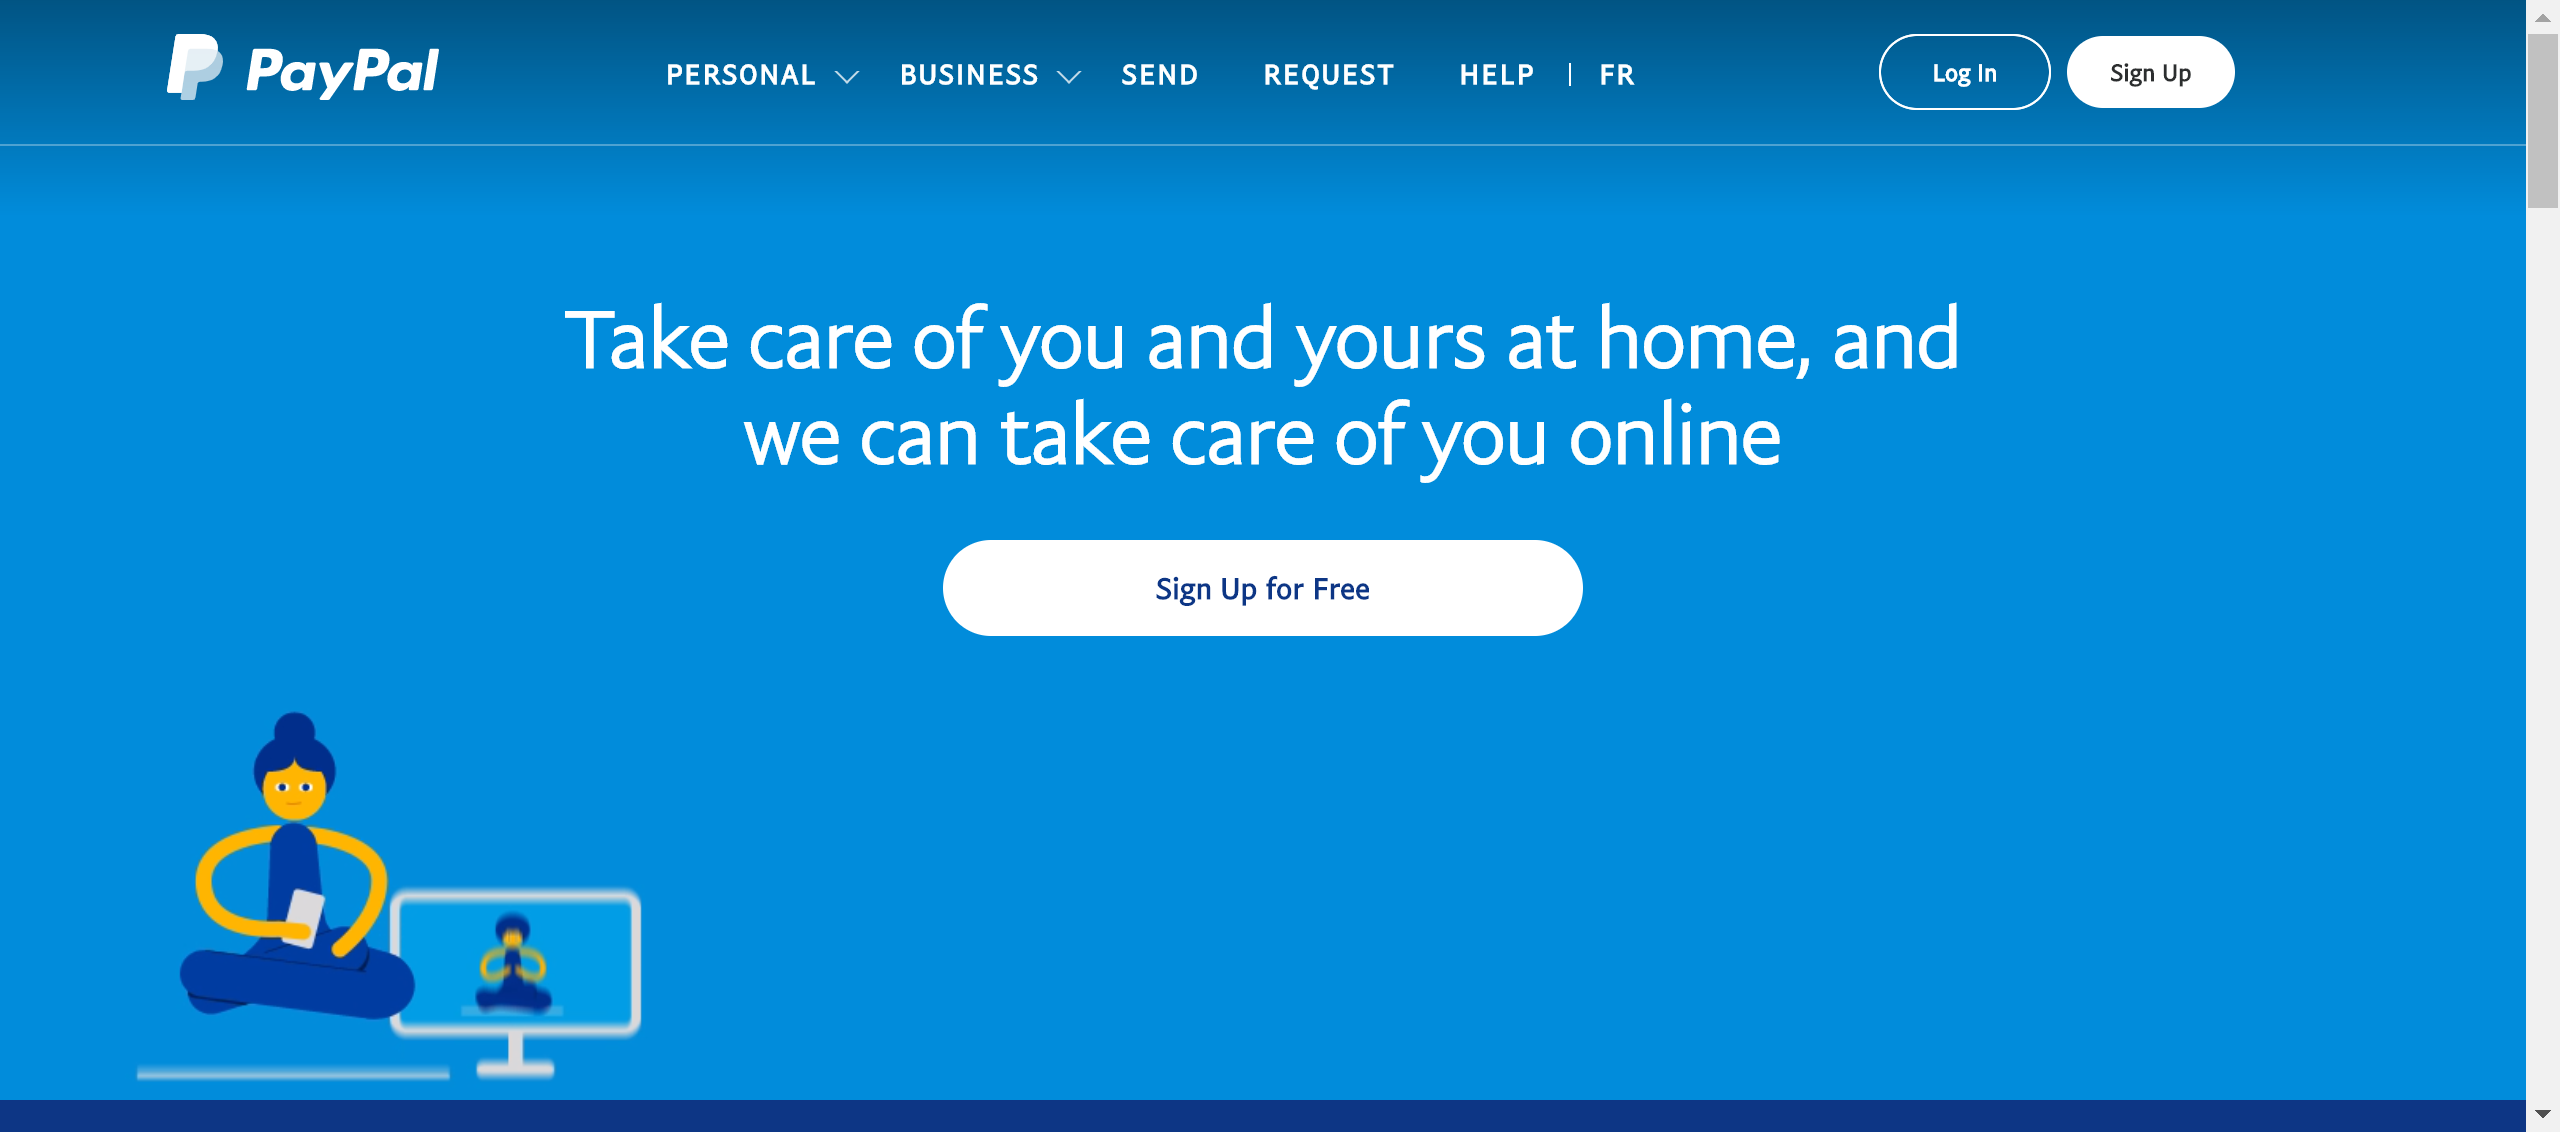 PayPal
PERSONAL BUSINESS SEND REQUEST HELP | FR
Log In Sign Up
Take care of you and yours at home, and
we can take care of you online
Sign Up for Free